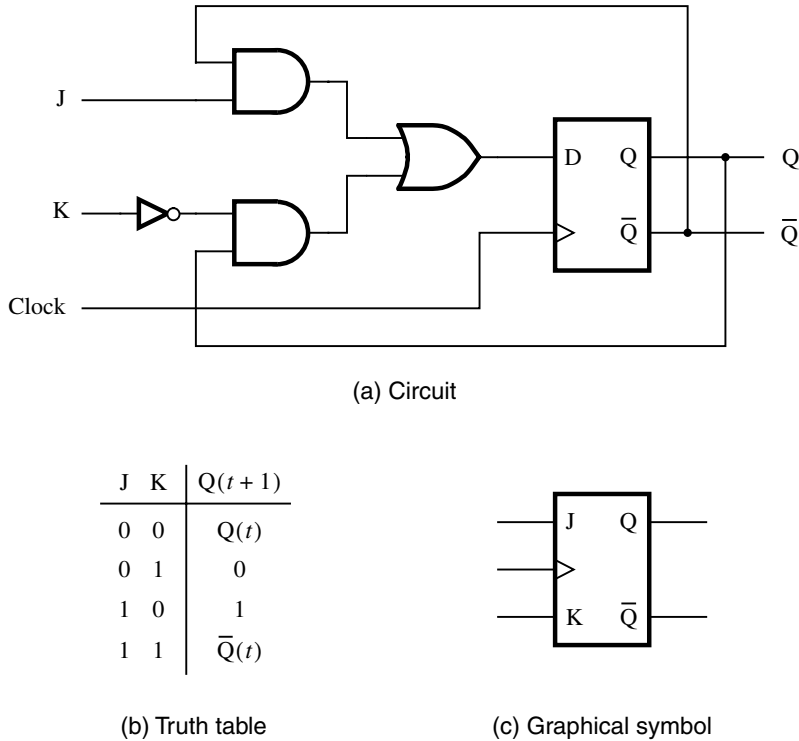 J
D Q Q
K
Q̅ Q̅
Clock
(a) Circuit
J K Q(t + 1)
0 0 Q(t)
0 1 0
1 0 1
1 1 Q̅(t)
J Q
K Q̅
(b) Truth table
(c) Graphical symbol